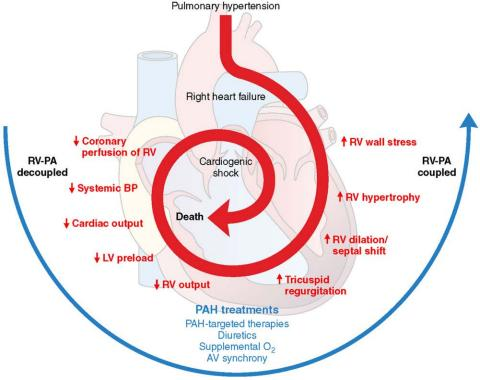 Pulmonary hypertension
Right heart failure
Cardiogenic
shock
Death
RV-PA
decoupled
RV-PA
coupled
↑ RV wall stress
↑ RV hypertrophy
↑ RV dilation/
septal shift
↑ Tricuspid
regurgitation
↓ RV output
↓ LV preload
↓ Cardiac output
↓ Systemic BP
↓ Coronary
perfusion of RV
PAH treatments
PAH-targeted therapies
Diuretics
Supplemental O₂
AV synchrony